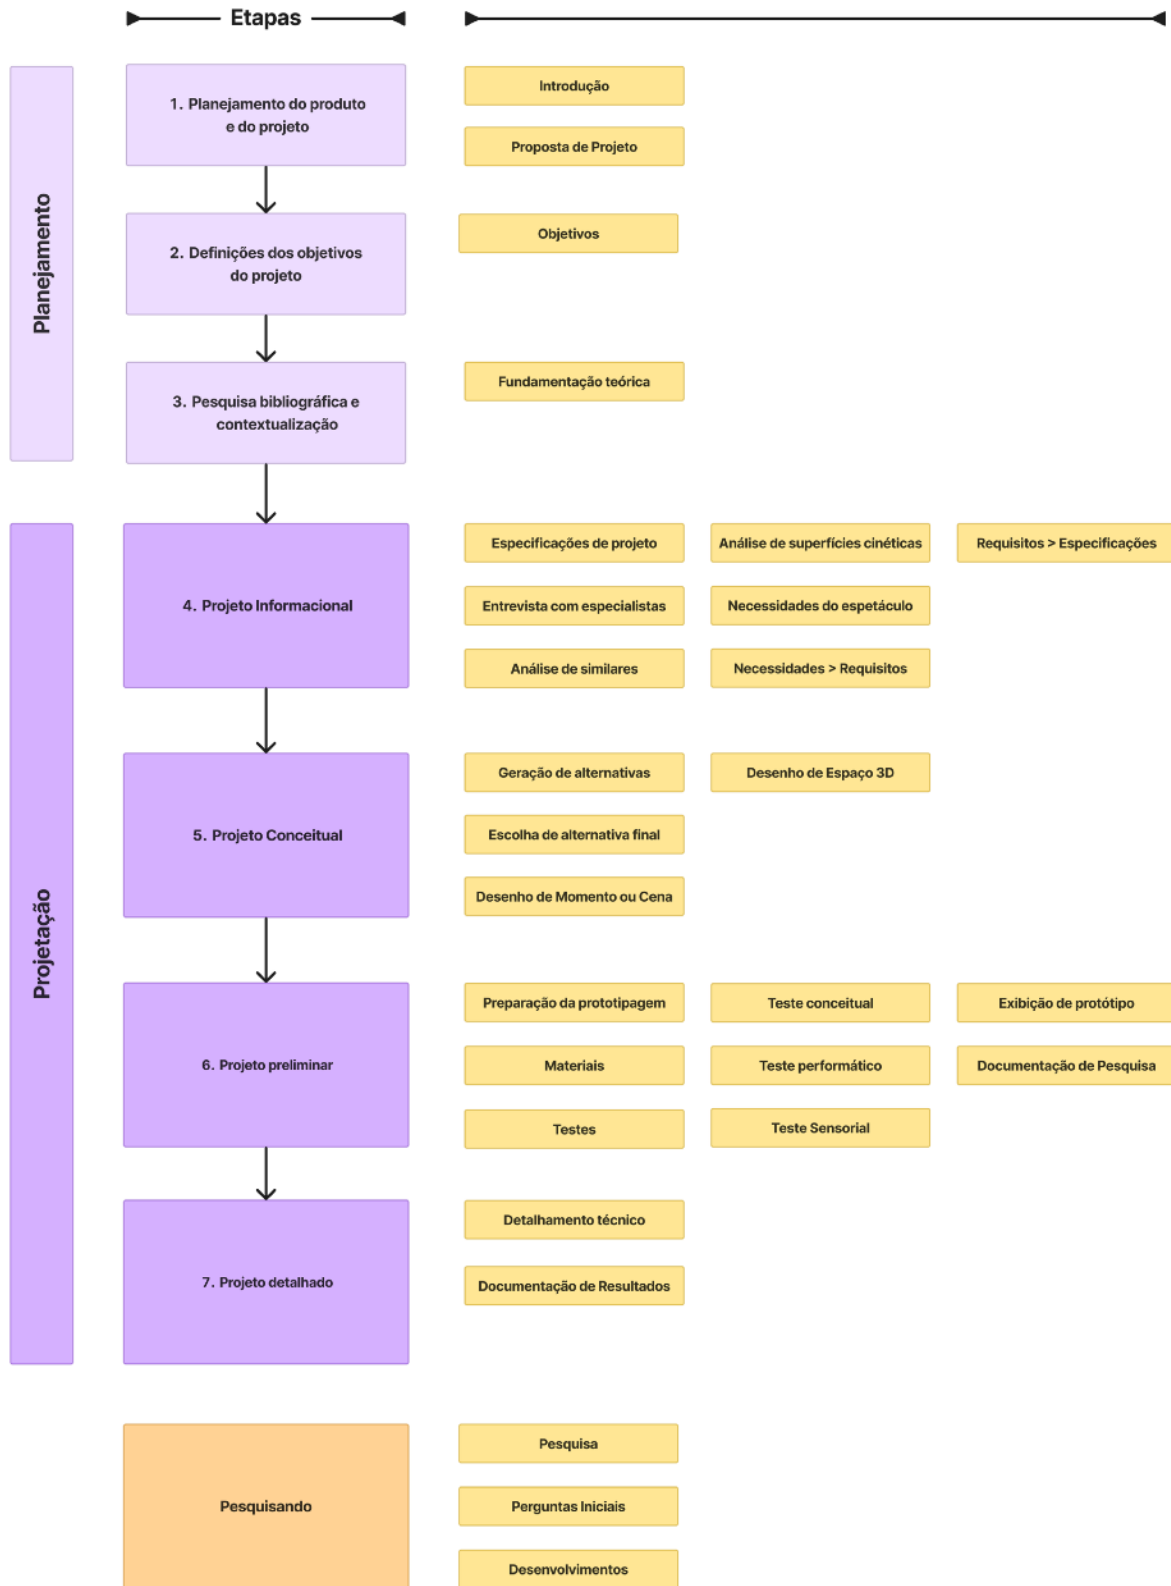 Etapas
Planejamento
1. Planejamento do produto
e do projeto
Introdução
Proposta de Projeto
2. Definições dos objetivos
do projeto
Objetivos
3. Pesquisa bibliográfica e
contextualização
Fundamentação teórica
Projetação
4. Projeto Informacional
Especificações de projeto
Análise de superfícies cinéticas
Requisitos > Especificações
Entrevista com especialistas
Necessidades do espetáculo
Análise de similares
Necessidades > Requisitos
5. Projeto Conceitual
Geração de alternativas
Desenho de Espaço 3D
Escolha de alternativa final
Desenho de Momento ou Cena
6. Projeto preliminar
Preparação da prototipagem
Teste conceitual
Exibição de protótipo
Materiais
Teste performático
Documentação de Pesquisa
Testes
Teste Sensorial
7. Projeto detalhado
Detalhamento técnico
Documentação de Resultados
Pesquisando
Pesquisa
Perguntas Iniciais
Desenvolvimentos